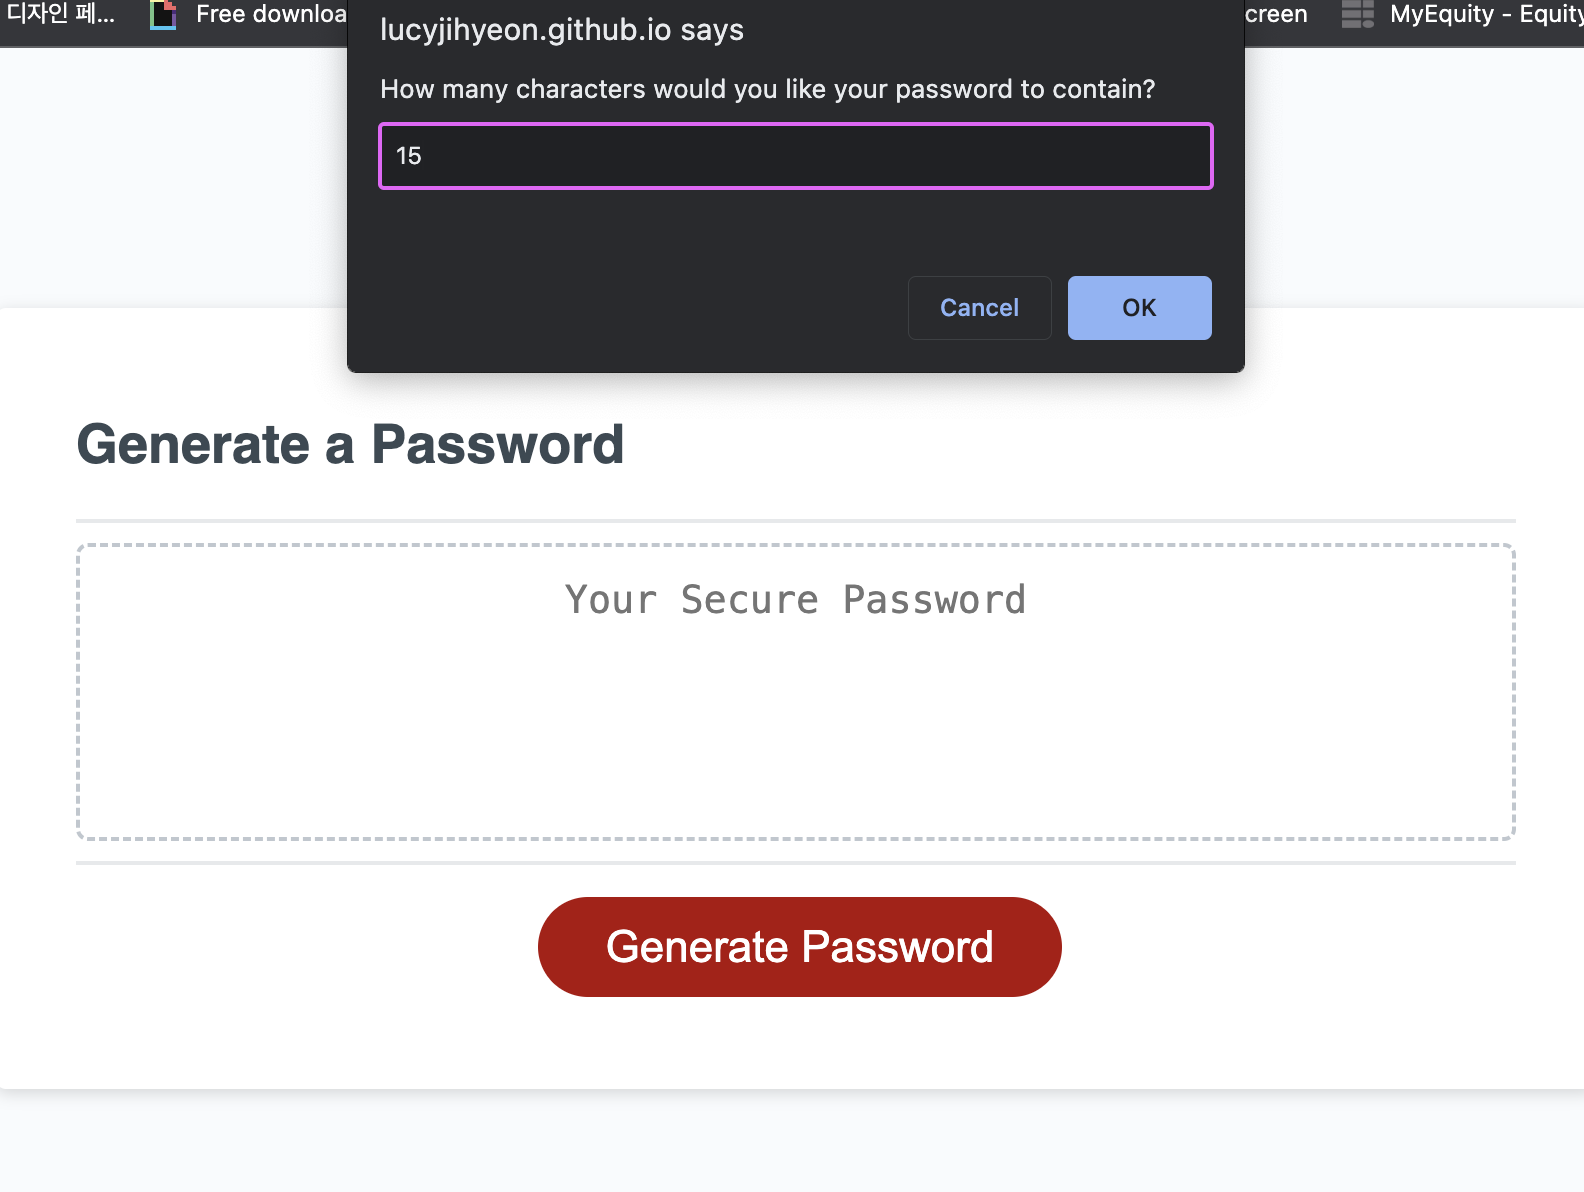 디자인 페...
Free downloa
creen
MyEquity - Equity
lucyjihyeon.github.io says
How many characters would you like your password to contain?
15
Cancel
OK
Generate a Password
Your Secure Password
Generate Password